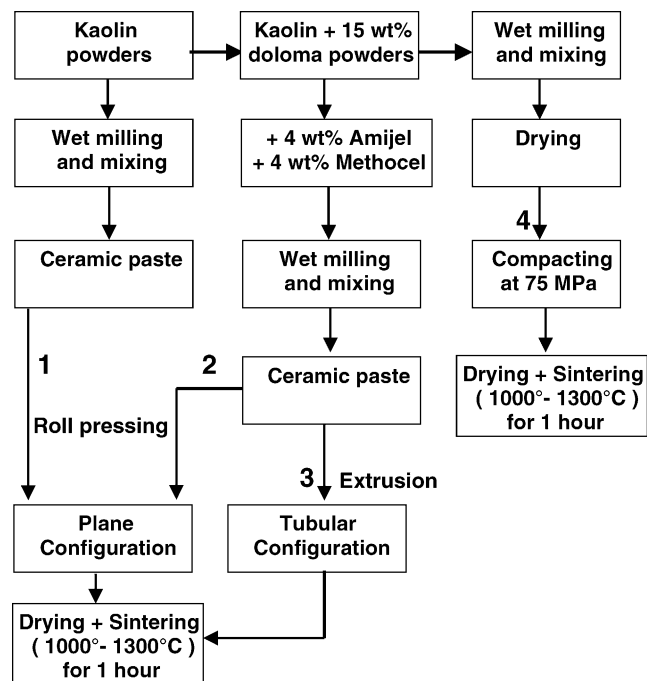 Kaolin
powders
Kaolin + 15 wt%
doloma powders
Wet milling
and mixing
Wet milling
and mixing
+ 4 wt% Amijel
+ 4 wt% Methocel
Drying
4
Ceramic paste
Wet milling
and mixing
Compacting
at 75 MPa
1
2
Ceramic paste
Drying + Sintering
( 1000°- 1300°C )
for 1 hour
Roll pressing
3
Extrusion
Plane
Configuration
Tubular
Configuration
Drying + Sintering
( 1000°- 1300°C )
for 1 hour